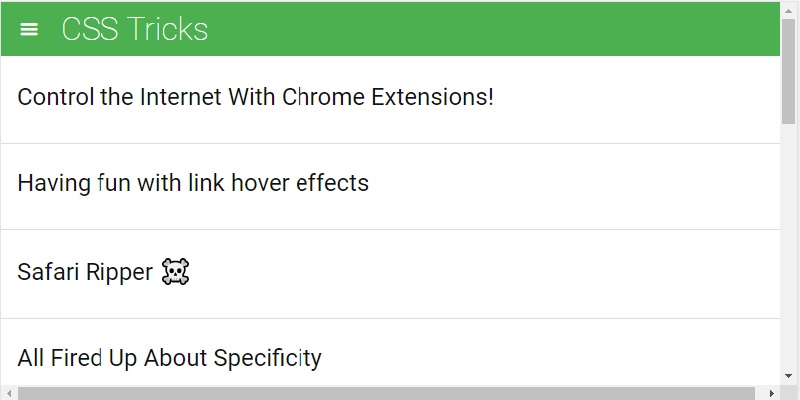 CSS Tricks
Control the Internet With Chrome Extensions!
Having fun with link hover effects
Safari Ripper ☠
All Fired Up About Specificity